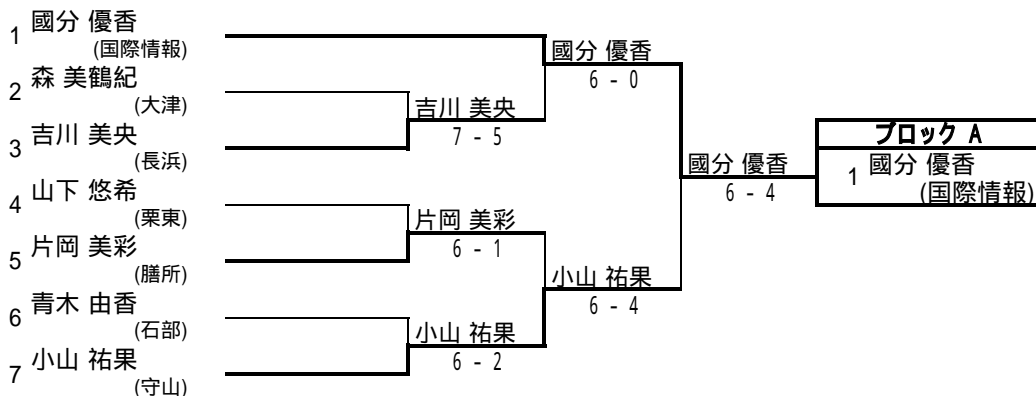 1 國分 優香
(国際情報)
2 森 美鶴紀
(大津)
3 吉川 美央
(長浜)
4 山下 悠希
(栗東)
5 片岡 美彩
(膳所)
6 青木 由香
(石部)
7 小山 祐果
(守山)
吉川 美央
7 - 5
片岡 美彩
6 - 1
小山 祐果
6 - 2
國分 優香
6 - 0
小山 祐果
6 - 4
國分 優香
6 - 4
ブロック A
1 國分 優香
(国際情報)